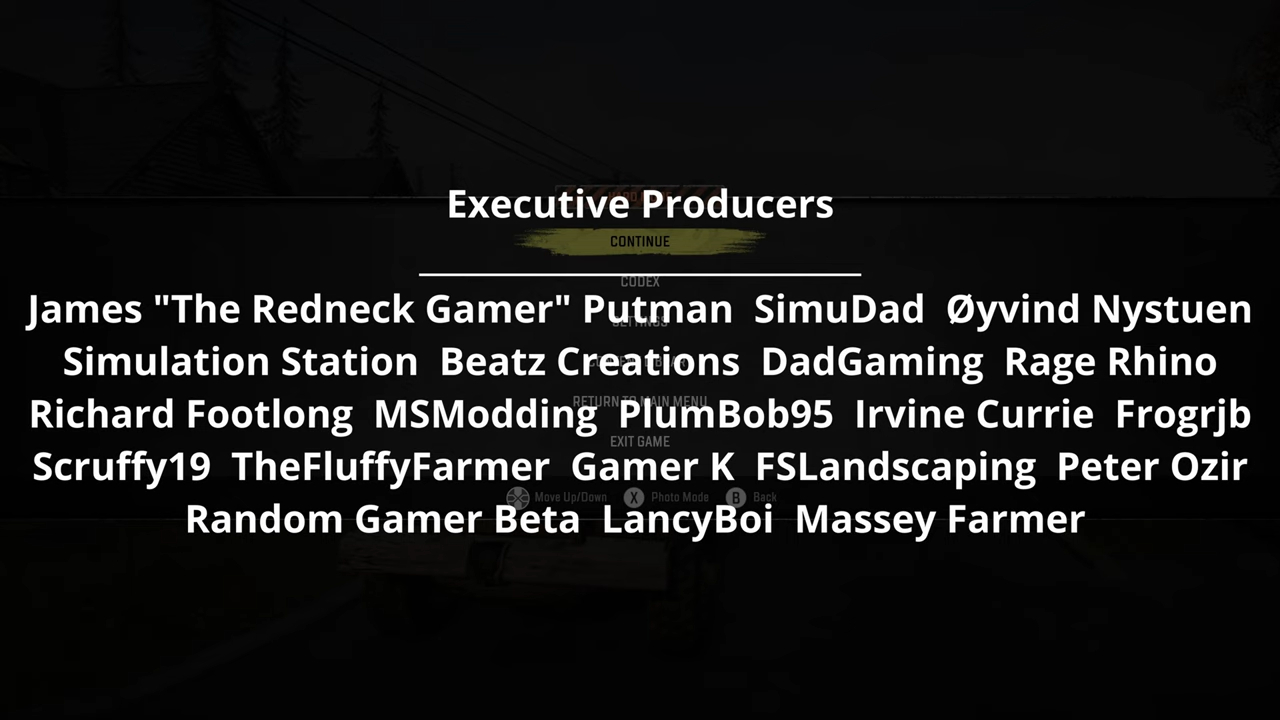 Executive Producers
CONTINUE
CODEX
James "The Redneck Gamer" Putman  SimuDad  Øyvind Nystuen
SETTINGS
Simulation Station  Beatz Creations  DadGaming  Rage Rhino
RETURN TO MAIN MENU
Richard Footlong  MSModding  PlumBob95  Irvine Currie  Frogrjb
EXIT GAME
Scruffy19  TheFluffyFarmer  Gamer K  FSLandscaping  Peter Ozir
Move Up/Down X Photo Mode B Back
Random Gamer Beta  LancyBoi  Massey Farmer